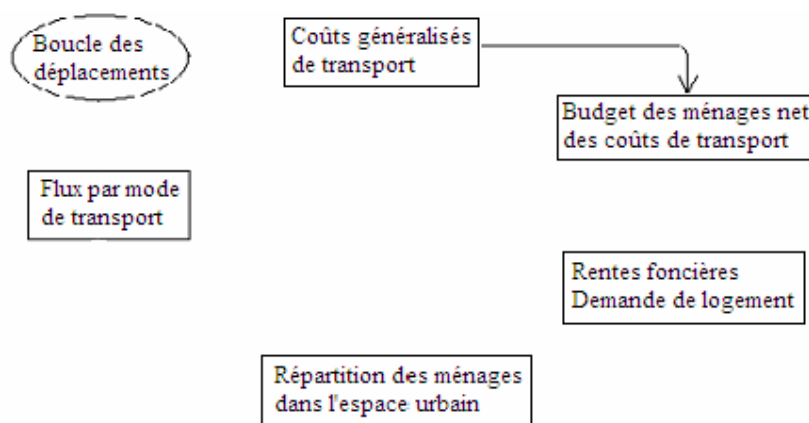 Boucle des
déplacements
Coûts généralisés
de transport
Budget des ménages net
des coûts de transport
Flux par mode
de transport
Rentes foncières
Demande de logement
Répartition des ménages
dans l'espace urbain